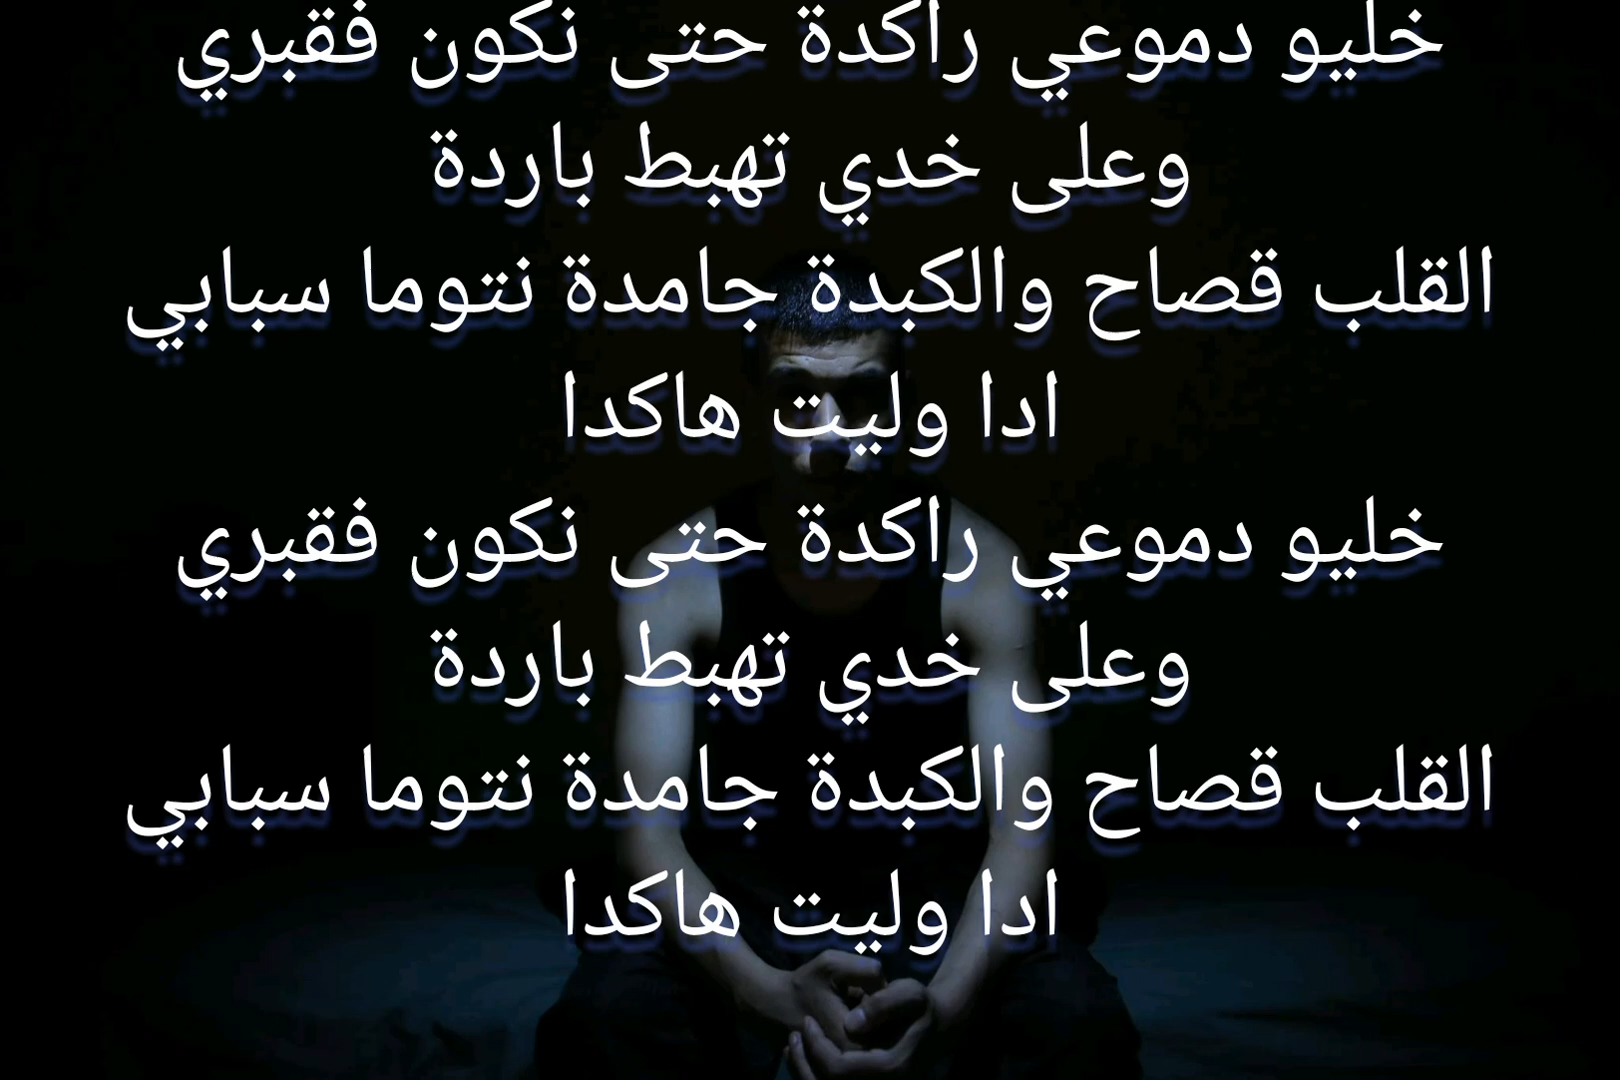 خليو دموعي راكدة حتى نكون فقبري
وعلى خدي تهبط باردة
القلب قصاح والكبدة جامدة نتوما سبابي
ادا وليت هاكدا
خليو دموعي راكدة حتى نكون فقبري
وعلى خدي تهبط باردة
القلب قصاح والكبدة جامدة نتوما سبابي
ادا وليت هاكدا